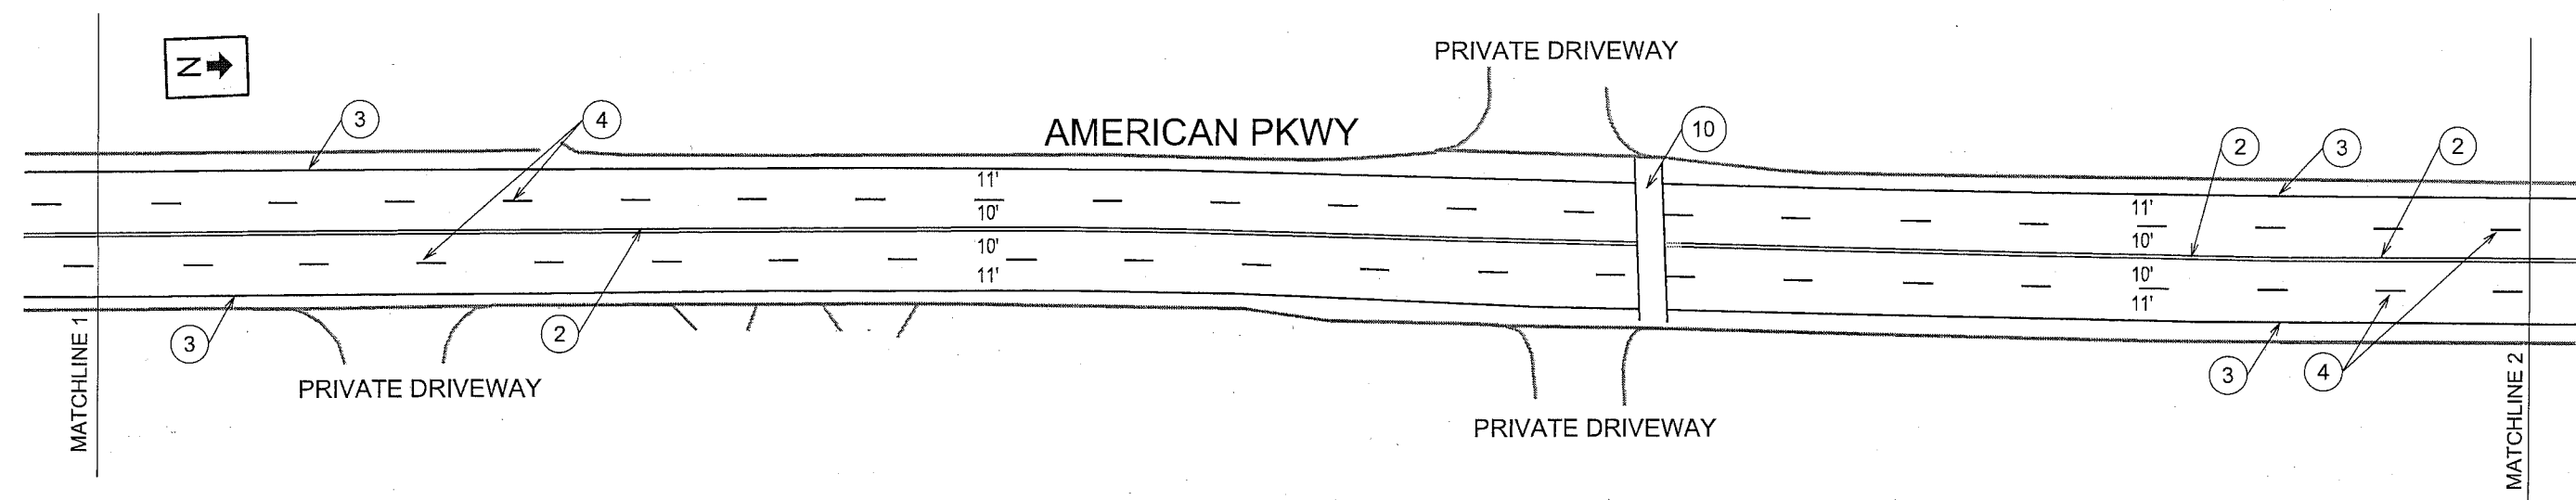 N
PRIVATE DRIVEWAY
AMERICAN PKWY
3
4
10
2
3
2
11'
10'
10'
11'
11'
10'
10'
11'
3
2
3
4
PRIVATE DRIVEWAY
PRIVATE DRIVEWAY
MATCHLINE 1
MATCHLINE 2